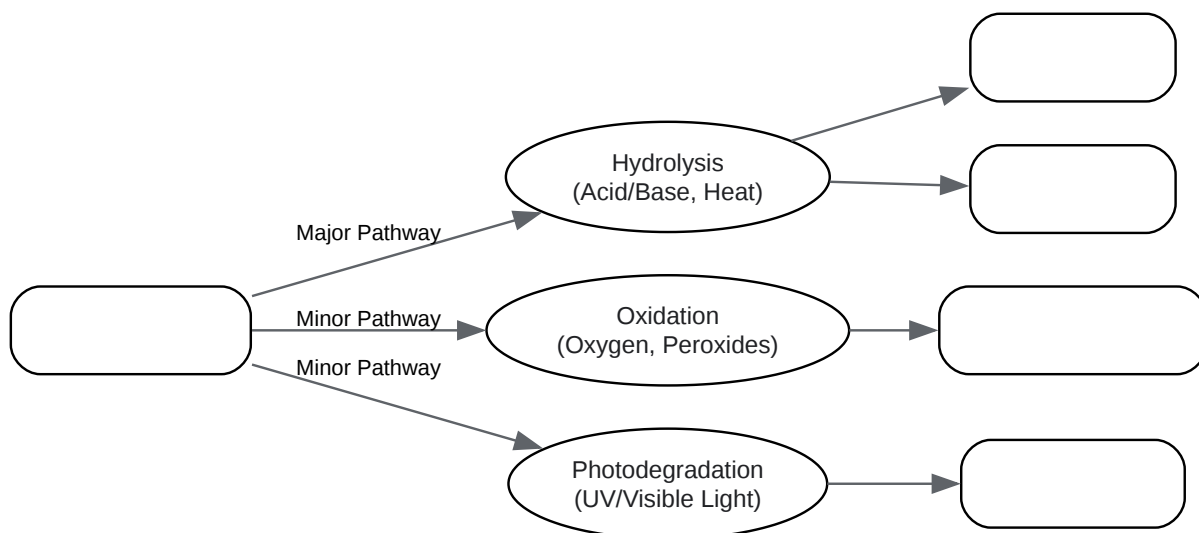 Hydrolysis
(Acid/Base, Heat)
Major Pathway
Minor Pathway
Oxidation
(Oxygen, Peroxides)
Minor Pathway
Photodegradation
(UV/Visible Light)